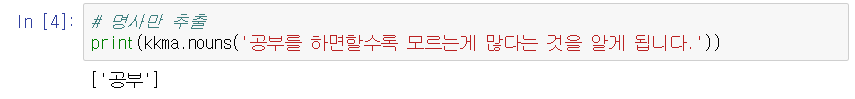 In [4]: # 명사만 추출
print(kkma.nouns('공부를 하면할수록 모르는게 많다는 것을 알게 됩니다.'))
['공부']